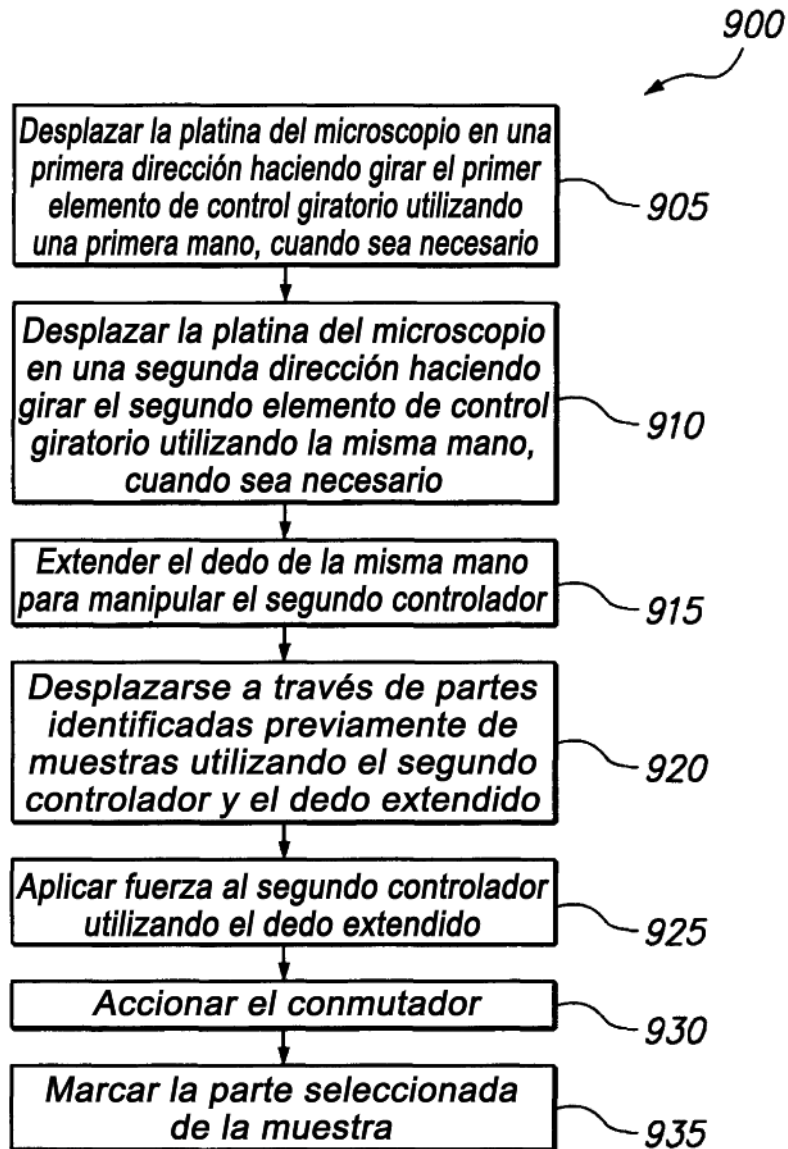 900
Desplazar la platina del microscopio en una
primera dirección haciendo girar el primer
elemento de control giratorio utilizando
una primera mano, cuando sea necesario
905
Desplazar la platina del microscopio
en una segunda dirección haciendo
girar el segundo elemento de control
giratorio utilizando la misma mano,
cuando sea necesario
910
Extender el dedo de la misma mano
para manipular el segundo controlador
915
Desplazarse a través de partes
identificadas previamente de
muestras utilizando el segundo
controlador y el dedo extendido
920
Aplicar fuerza al segundo controlador
utilizando el dedo extendido
925
Accionar el conmutador
930
Marcar la parte seleccionada
de la muestra
935